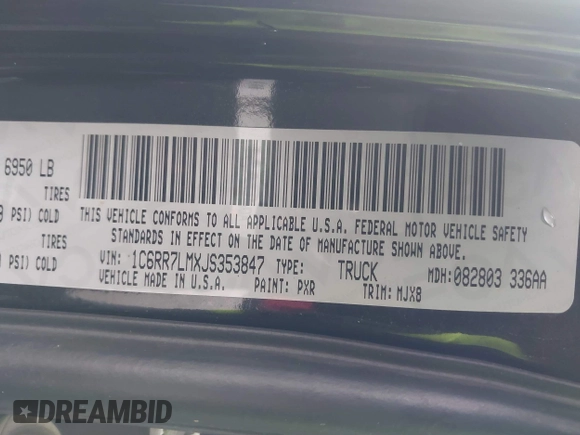 6950 LB
TIRES
PSI) COLD
TIRES
PSI) COLD
THIS VEHICLE CONFORMS TO ALL APPLICABLE U.S.A. FEDERAL MOTOR VEHICLE SAFETY
STANDARDS IN EFFECT ON THE DATE OF MANUFACTURE SHOWN ABOVE.
VIN: 1C6RR7LMXJS353847 TYPE: TRUCK MDH: 082803 336AA
VEHICLE MADE IN U.S.A. PAINT: PXR TRIM: MJX8
DREAMBID